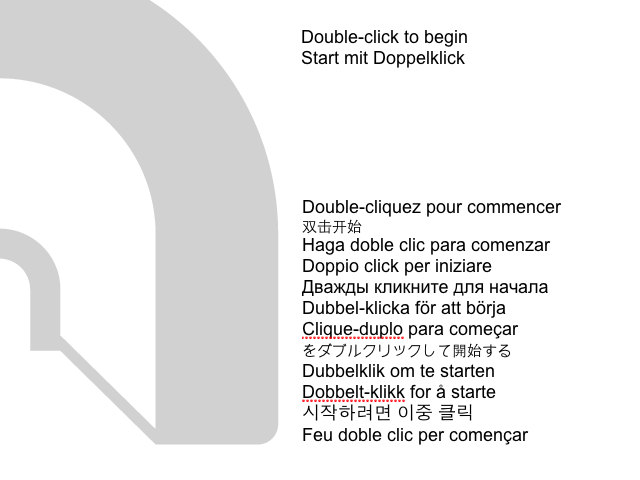 Double-click to begin
Start mit Doppelklick
Double-cliquez pour commencer
双击开始
Haga doble clic para comenzar
Doppio click per iniziare
Дважды кликните для начала
Dubbel-klicka för att börja
Clique-duplo para começar
をダブルクリックして開始する
Dubbelklik om te starten
Dobbelt-klikk for å starte
시작하려면 이중 클릭
Feu doble clic per començar